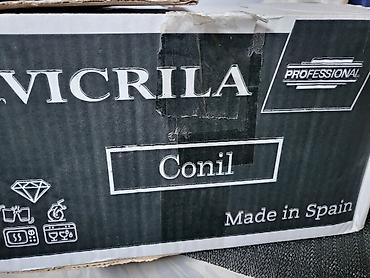 VICRILA
PROFESSIONAL
Conil
Made in Spain